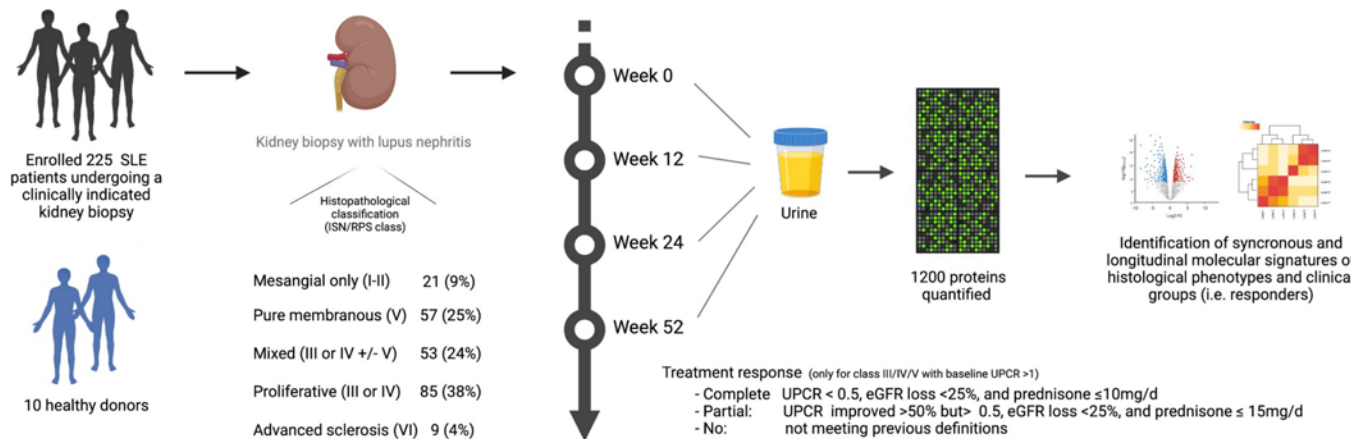 Enrolled 225 SLE
patients undergoing a
clinically indicated
kidney biopsy
10 healthy donors
Kidney biopsy with lupus nephritis
Histopathological
classification
(ISN/RPS class)
Mesangial only (I-II) 21 (9%)
Pure membranous (V) 57 (25%)
Mixed (III or IV +/- V) 53 (24%)
Proliferative (III or IV) 85 (38%)
Advanced sclerosis (VI) 9 (4%)
Week 0
Week 12
Week 24
Week 52
Urine
1200 proteins
quantified
Identification of syncronous and
longitudinal molecular signatures o
histological phenotypes and clinica
groups (i.e. responders)
Treatment response (only for class III/IV/V with baseline UPCR >1)
- Complete UPCR < 0.5, eGFR loss <25%, and prednisone ≤10mg/d
- Partial: UPCR improved >50% but> 0.5, eGFR loss <25%, and prednisone ≤ 15mg/d
- No: not meeting previous definitions